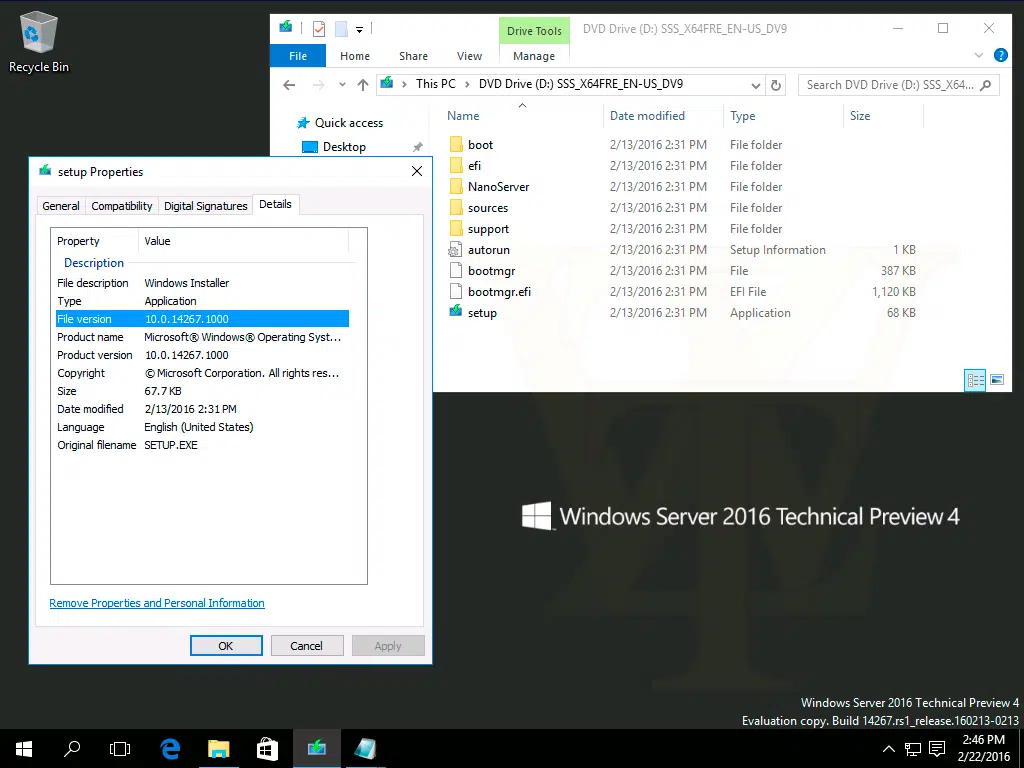 Recycle Bin
Drive Tools
DVD Drive (D:) SSS_X64FRE_EN-US_DV9
File Home Share View Manage
This PC > DVD Drive (D:) SSS_X64FRE_EN-US_DV9
Search DVD Drive (D:) SSS_X64...
Quick access
Desktop
Name Date modified Type Size
boot 2/13/2016 2:31 PM File folder
efi 2/13/2016 2:31 PM File folder
NanoServer 2/13/2016 2:31 PM File folder
sources 2/13/2016 2:31 PM File folder
support 2/13/2016 2:31 PM File folder
autorun 2/13/2016 2:31 PM Setup Information 1 KB
bootmgr 2/13/2016 2:31 PM File 387 KB
bootmgr.efi 2/13/2016 2:31 PM EFI File 1,120 KB
setup 2/13/2016 2:31 PM Application 68 KB
setup Properties
General Compatibility Digital Signatures Details
Property Value
Description
File description Windows Installer
Type Application
File version 10.0.14267.1000
Product name Microsoft® Windows® Operating Syst...
Product version 10.0.14267.1000
Copyright © Microsoft Corporation. All rights res...
Size 67.7 KB
Date modified 2/13/2016 2:31 PM
Language English (United States)
Original filename SETUP.EXE
Remove Properties and Personal Information
OK Cancel Apply
Windows Server 2016 Technical Preview 4
Windows Server 2016 Technical Preview 4
Evaluation copy. Build 14267.rs1_release.160213-0213
2:46 PM
2/22/2016